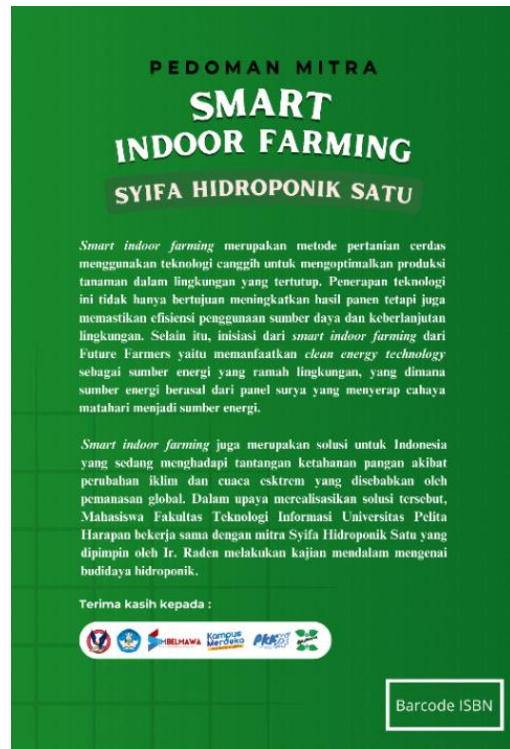 PEDOMAN MITRA
SMART
INDOOR FARMING
SYIFA HIDROPONIK SATU
Smart indoor farming merupakan metode pertanian cerdas
menggunakan teknologi canggih untuk mengoptimalkan produksi
tanaman dalam lingkungan yang tertutup. Penerapan teknologi
ini tidak hanya bertujuan meningkatkan hasil panen tetapi juga
memastikan efisiensi penggunaan sumber daya dan keberlanjutan
lingkungan. Selain itu, inisiasi dari smart indoor farming dari
Future Farmers yaitu memanfaatkan clean energy technology
sebagai sumber energi yang ramah lingkungan, yang dimana
sumber energi berasal dari panel surya yang menyerap cahaya
matahari menjadi sumber energi.
Smart indoor farming juga merupakan solusi untuk Indonesia
yang sedang menghadapi tantangan ketahanan pangan akibat
perubahan iklim dan cuaca esktrem yang disebabkan oleh
pemanasan global. Dalam upaya merealisasikan solusi tersebut,
Mahasiswa Fakultas Teknologi Informasi Universitas Pelita
Harapan bekerja sama dengan mitra Syifa Hidroponik Satu yang
dipimpin oleh Ir. Raden melakukan kajian mendalam mengenai
budidaya hidroponik.
Terima kasih kepada :
SIMBELMAWA Kampus Merdeka PKK
Barcode ISBN